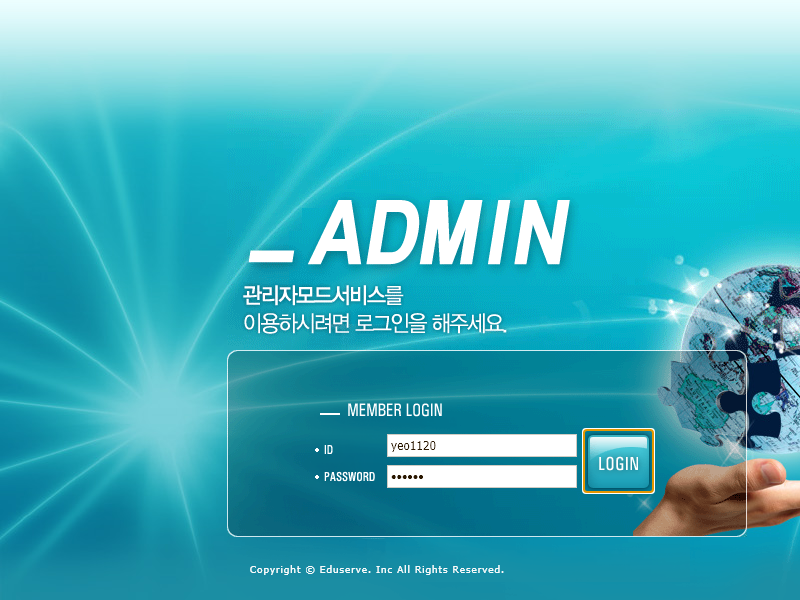 _ADMIN
관리자모드서비스를
이용하시려면 로그인을 해주세요.
MEMBER LOGIN
• ID yeo1120
• PASSWORD ••••••
LOGIN
Copyright © Eduserve. Inc All Rights Reserved.